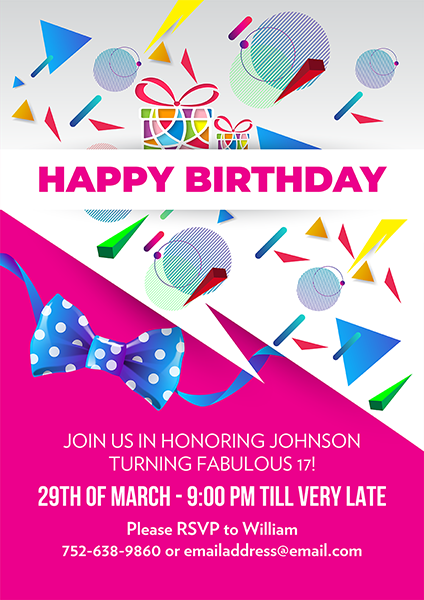 HAPPY BIRTHDAY
JOIN US IN HONORING JOHNSON
TURNING FABULOUS 17!
29TH OF MARCH - 9:00 PM TILL VERY LATE
Please RSVP to William
752-638-9860 or emailaddress@email.com